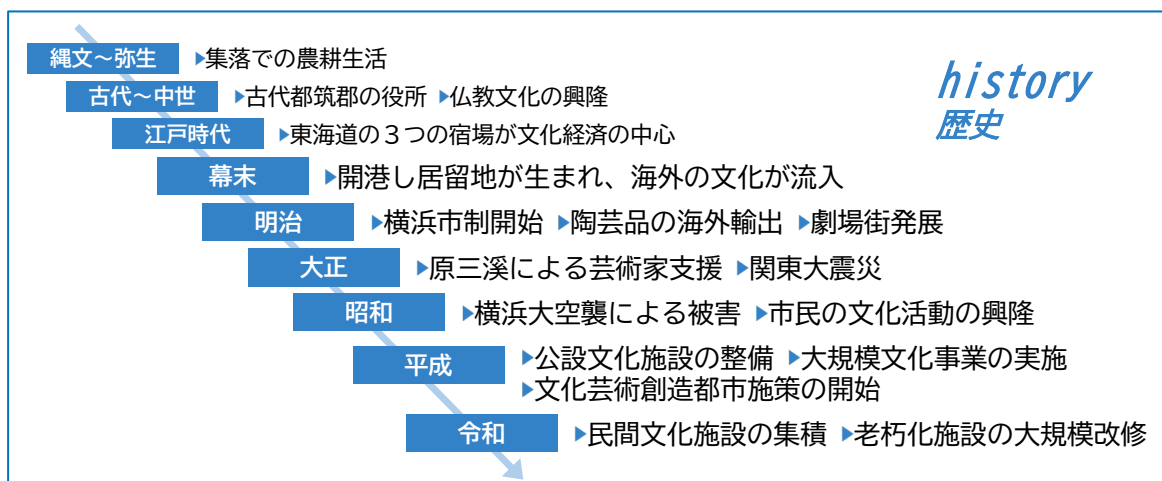 history
歴史
縄文～弥生 ▶集落での農耕生活
古代～中世 ▶古代都筑郡の役所 ▶仏教文化の興隆
江戸時代 ▶東海道の３つの宿場が文化経済の中心
幕末 ▶開港し居留地が生まれ、海外の文化が流入
明治 ▶横浜市制開始 ▶陶芸品の海外輸出 ▶劇場街発展
大正 ▶原三溪による芸術家支援 ▶関東大震災
昭和 ▶横浜大空襲による被害 ▶市民の文化活動の興隆
平成 ▶公設文化施設の整備 ▶大規模文化事業の実施
▶文化芸術創造都市施策の開始
令和 ▶民間文化施設の集積 ▶老朽化施設の大規模改修